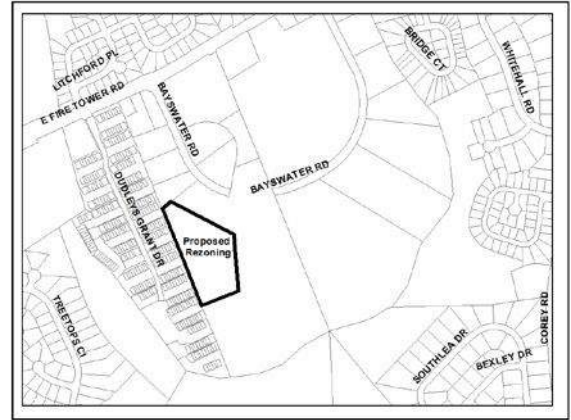 LITCHFORD PL
E FIRE TOWER RD
BAYSWATER RD
BRIDGE CT
WHITEHALL RD
BAYSWATER RD
DUDLEYS GRANT DR
Proposed
Rezoning
TREETOPS CT
SOUTHLEA DR
BEXLEY DR
COREY RD